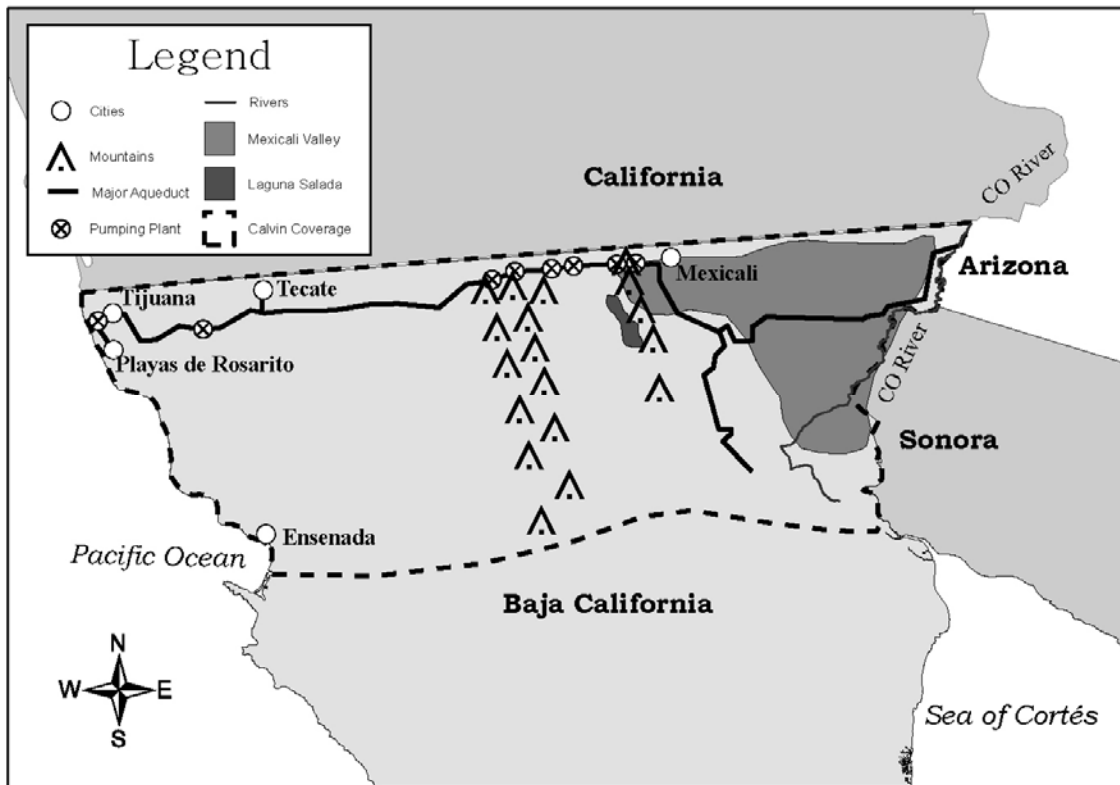 Legend
Cities
Mountains
Major Aqueduct
Pumping Plant
Rivers
Mexicali Valley
Laguna Salada
Calvin Coverage
California
CO River
Arizona
Mexicali
Tecate
Tijuana
Playas de Rosarito
CO River
Sonora
Ensenada
Pacific Ocean
Baja California
N
W
E
S
Sea of Cortés